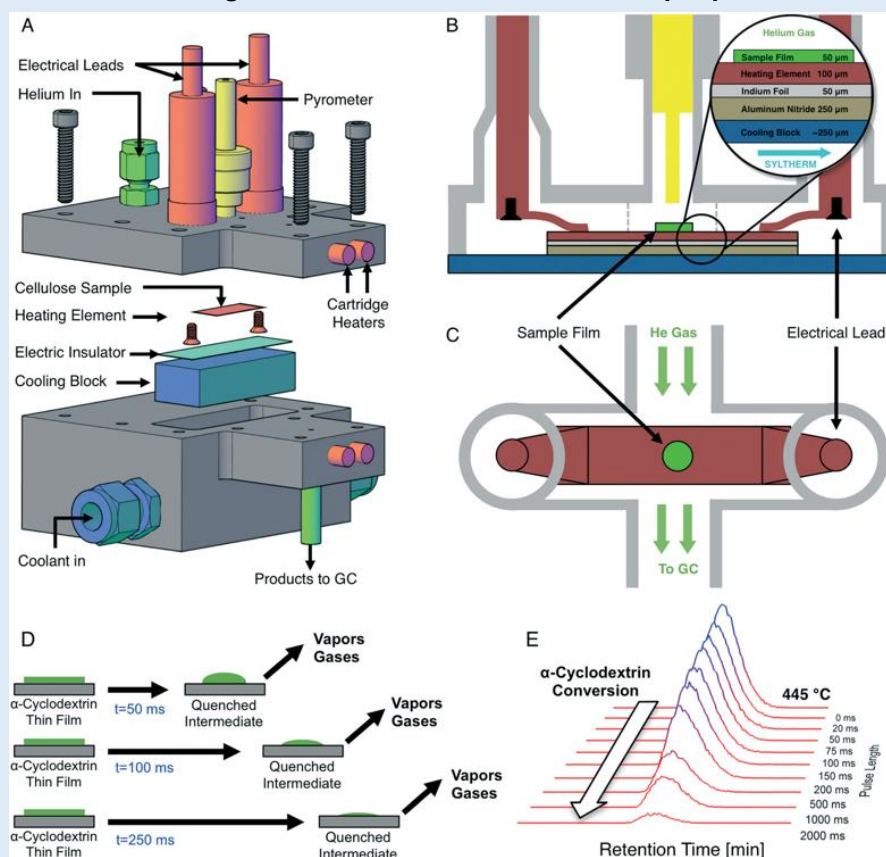 A
Electrical Leads
Helium In
Pyrometer
Cellulose Sample
Heating Element
Cartridge
Heaters
Electric Insulator
Cooling Block
Coolant in
Products to GC
B
Helium Gas
Sample Film 50 µm
Heating Element 100 µm
Indium Foil 50 µm
Aluminum Nitride 250 µm
Cooling Block ~250 µm
SYLTHERM
Sample Film
Electrical Lead
C
He Gas
To GC
D
Vapors
Gases
α-Cyclodextrin
Thin Film
t=50 ms
Quenched
Intermediate
Vapors
Gases
α-Cyclodextrin
Thin Film
t=100 ms
Quenched
Intermediate
Vapors
Gases
α-Cyclodextrin
Thin Film
t=250 ms
Quenched
Intermediate
E
α-Cyclodextrin
Conversion
445 °C
0 ms
20 ms
50 ms
75 ms
100 ms
150 ms
200 ms
500 ms
1000 ms
2000 ms
Pulse Length
Retention Time [min]